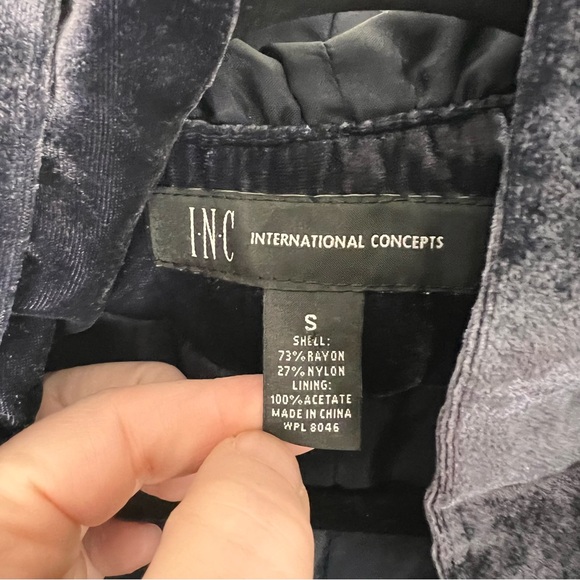 I·N·C INTERNATIONAL CONCEPTS
S
SHELL:
73% RAYON
27% NYLON
LINING:
100% ACETATE
MADE IN CHINA
WPL 8046